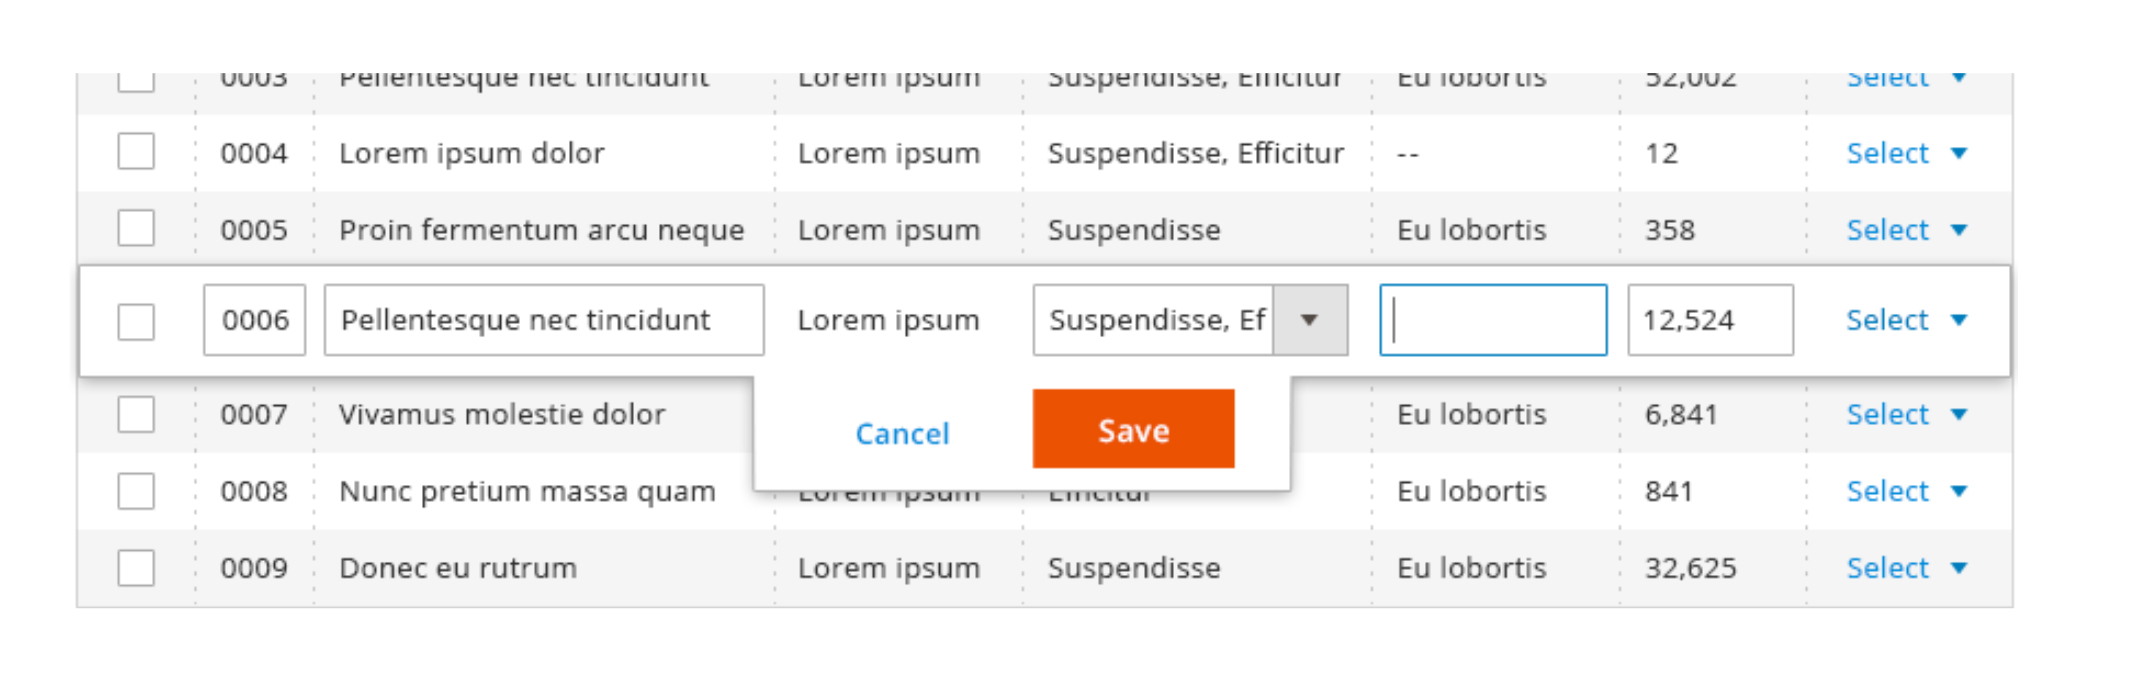 0003 Pellentesque nec tincidunt Lorem ipsum Suspendisse, Efficitur Eu lobortis 52,002 Select
0004 Lorem ipsum dolor Lorem ipsum Suspendisse, Efficitur -- 12 Select
0005 Proin fermentum arcu neque Lorem ipsum Suspendisse Eu lobortis 358 Select
0006 Pellentesque nec tincidunt Lorem ipsum Suspendisse, Ef 12,524 Select
0007 Vivamus molestie dolor Eu lobortis 6,841 Select
Cancel Save
0008 Nunc pretium massa quam Lorem ipsum Efficitur Eu lobortis 841 Select
0009 Donec eu rutrum Lorem ipsum Suspendisse Eu lobortis 32,625 Select